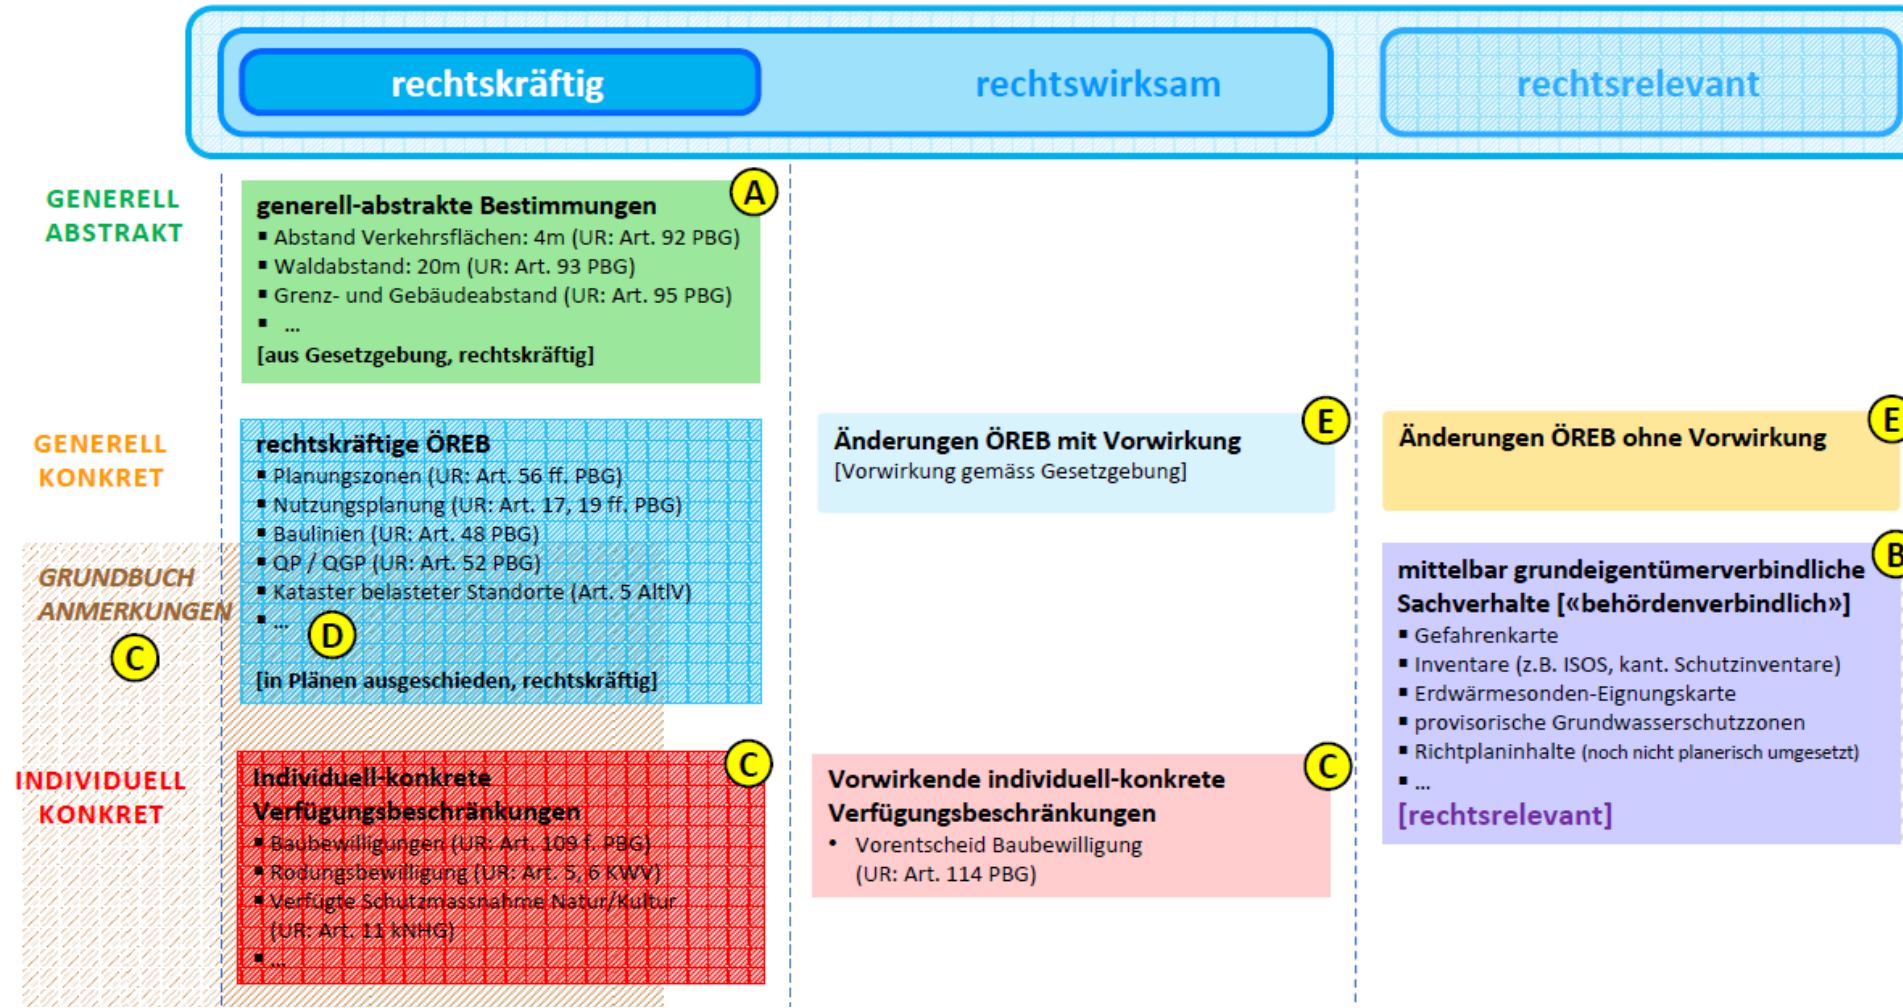 rechtskräftig
rechtswirksam
rechtsrelevant
GENERELL
ABSTRAKT
A
generell-abstrakte Bestimmungen
▪ Abstand Verkehrsflächen: 4m (UR: Art. 92 PBG)
▪ Waldabstand: 20m (UR: Art. 93 PBG)
▪ Grenz- und Gebäudeabstand (UR: Art. 95 PBG)
▪ ...
[aus Gesetzgebung, rechtskräftig]
GENERELL
KONKRET
rechtskräftige ÖREB
▪ Planungszonen (UR: Art. 56 ff. PBG)
▪ Nutzungsplanung (UR: Art. 17, 19 ff. PBG)
▪ Baulinien (UR: Art. 48 PBG)
▪ QP / QGP (UR: Art. 52 PBG)
▪ Kataster belasteter Standorte (Art. 5 AltlV)
▪ ...
D
[in Plänen ausgeschieden, rechtskräftig]
E
Änderungen ÖREB mit Vorwirkung
[Vorwirkung gemäss Gesetzgebung]
E
Änderungen ÖREB ohne Vorwirkung
GRUNDBUCH
ANMERKUNGEN
C
B
mittelbar grundeigentümerverbindliche
Sachverhalte [«behördenverbindlich»]
▪ Gefahrenkarte
▪ Inventare (z.B. ISOS, kant. Schutzinventare)
▪ Erdwärmesonden-Eignungskarte
▪ provisorische Grundwasserschutzzonen
▪ Richtplaninhalte (noch nicht planerisch umgesetzt)
▪ ...
[rechtsrelevant]
INDIVIDUELL
KONKRET
C
Individuell-konkrete
Verfügungsbeschränkungen
▪ Baubewilligungen (UR: Art. 109 f. PBG)
▪ Rodungsbewilligung (UR: Art. 5, 6 KWV)
▪ Verfügte Schutzmassnahme Natur/Kultur
(UR: Art. 11 kNHG)
▪ ...
C
Vorwirkende individuell-konkrete
Verfügungsbeschränkungen
• Vorentscheid Baubewilligung
(UR: Art. 114 PBG)